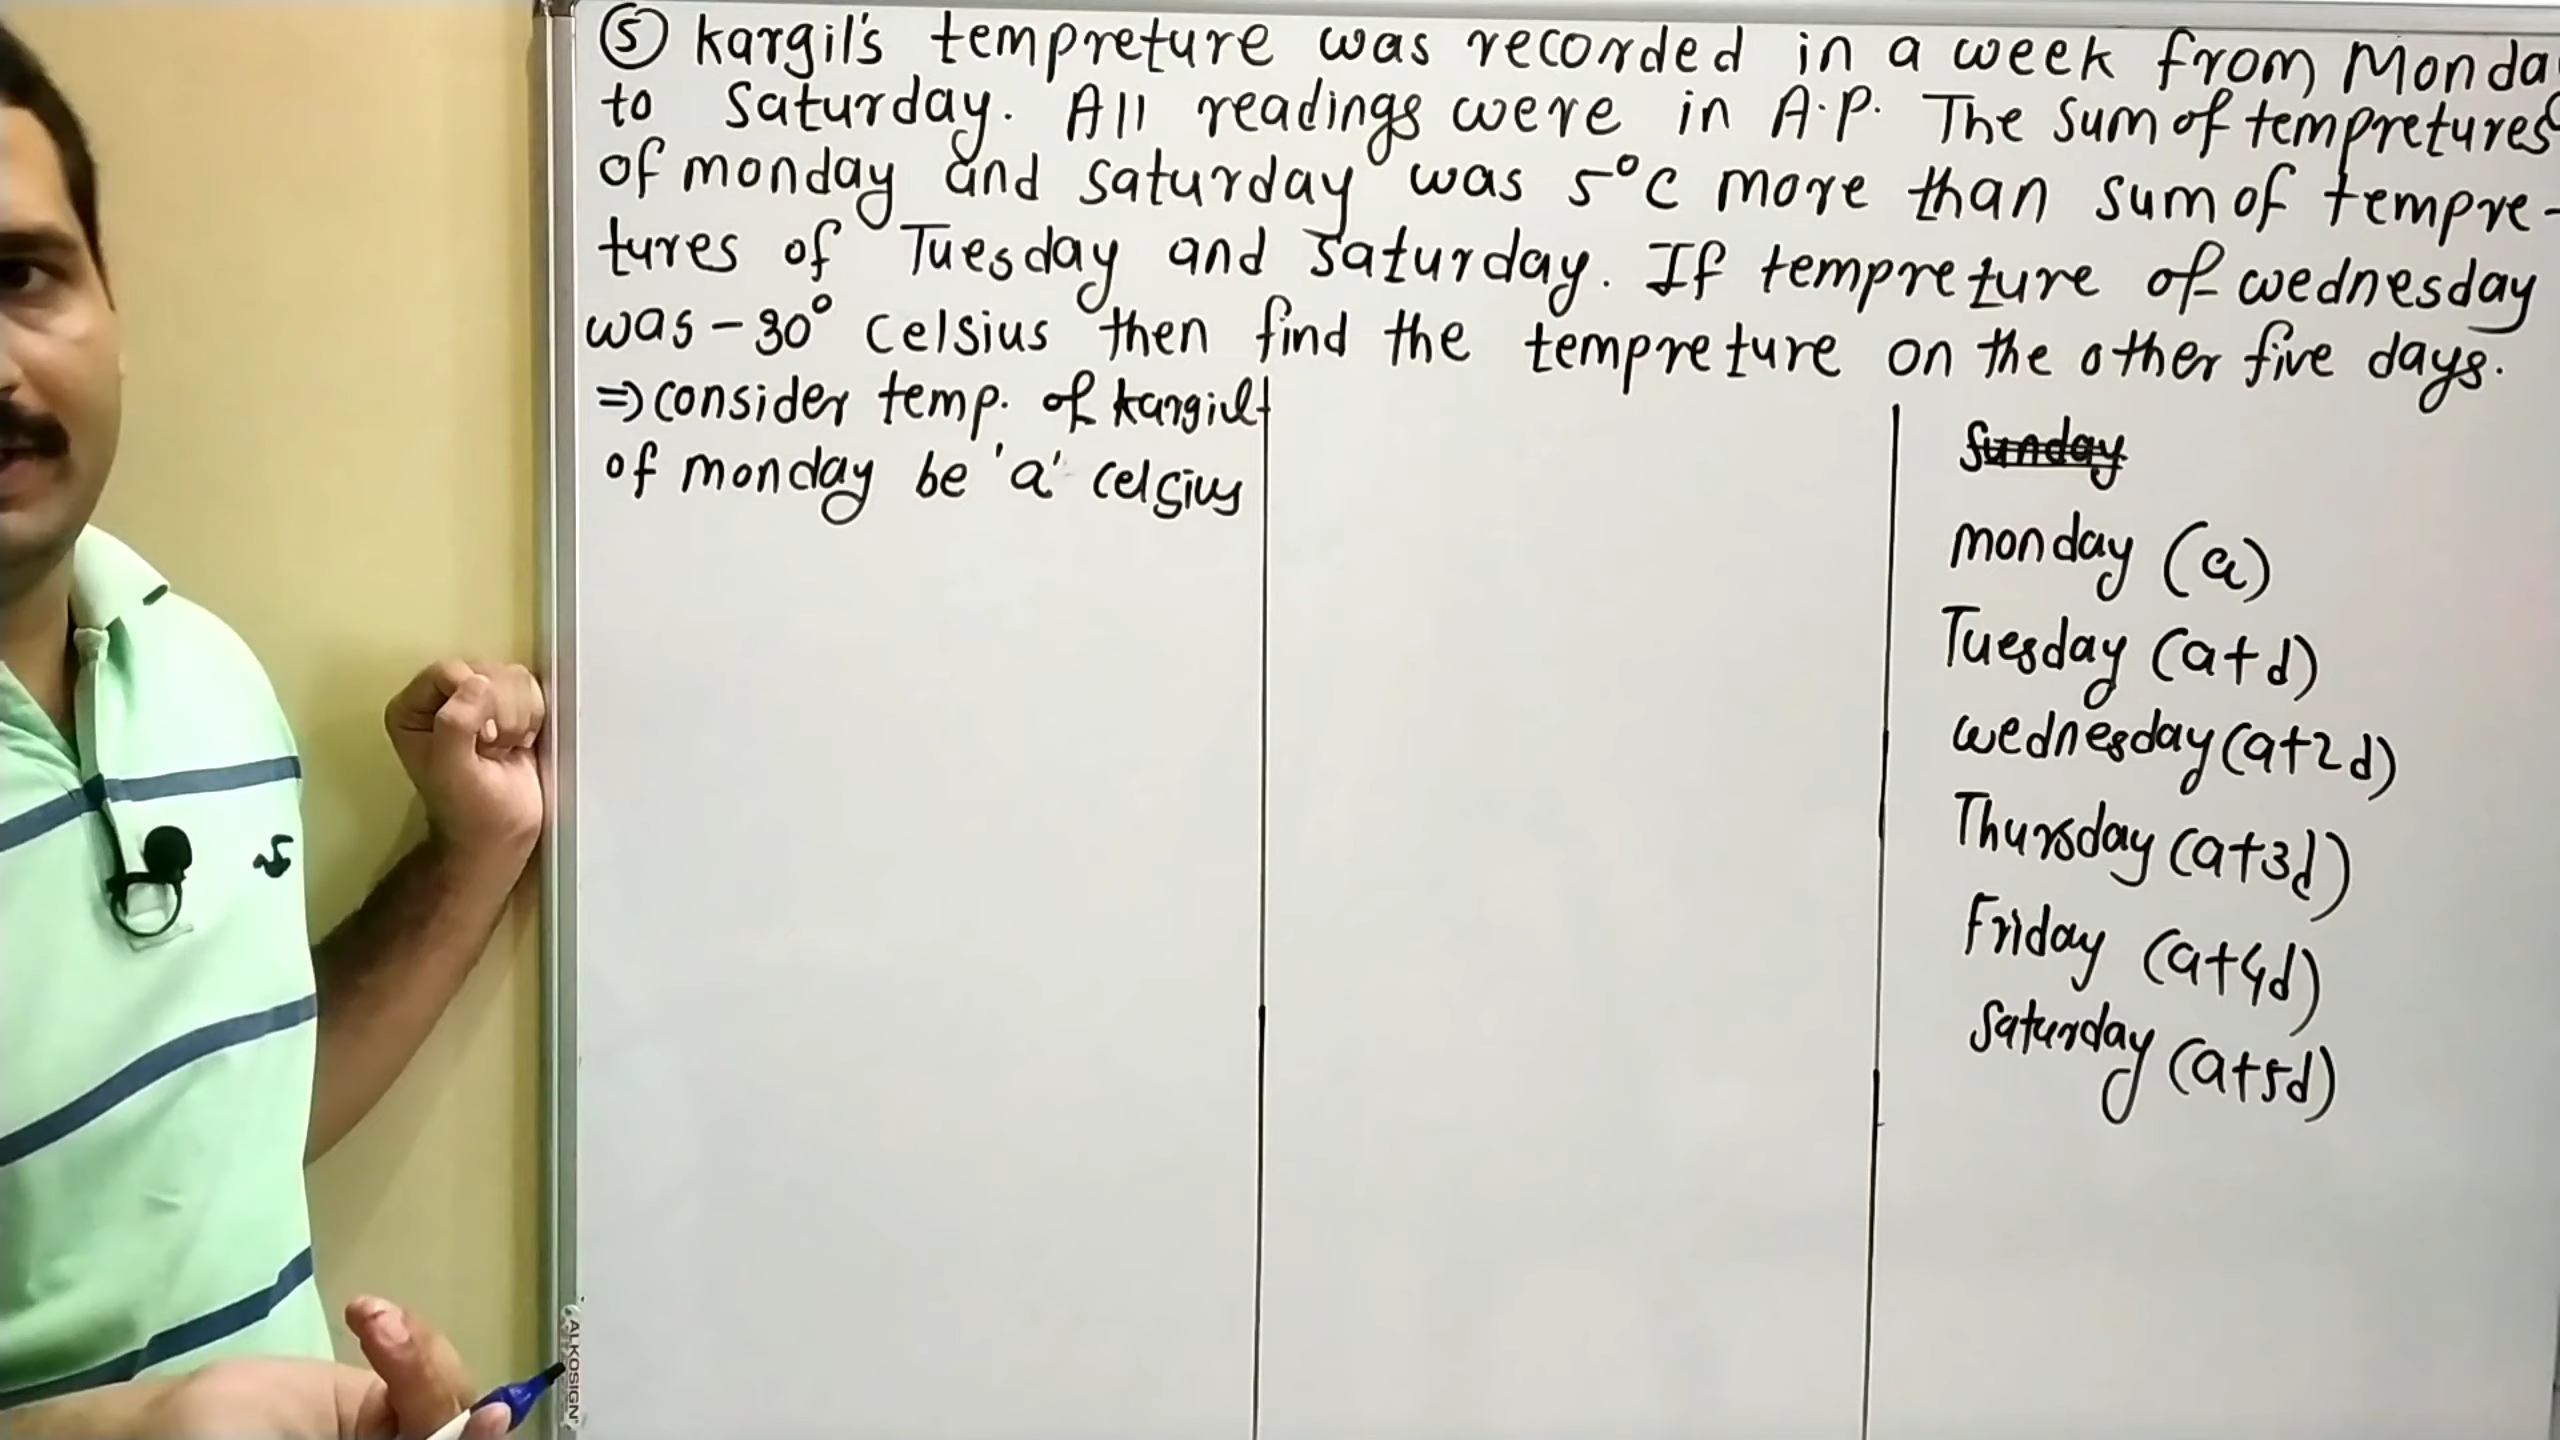 ⑤ Kargil's tempreture was recorded in a week from Monda
to Saturday. All readings were in A.P. The sum of tempretures
of monday and saturday was 5°C more than sum of tempre-
tures of Tuesday and Saturday. If tempreture of wednesday
was -30° celsius then find the tempreture on the other five days.
⇒ consider temp. of kargil
of monday be 'a' celsius
Sunday
monday (a)
Tuesday (a+d)
wednesday (a+2d)
Thursday (a+3d)
Friday (a+4d)
Saturday (a+5d)
ALKOSIGN